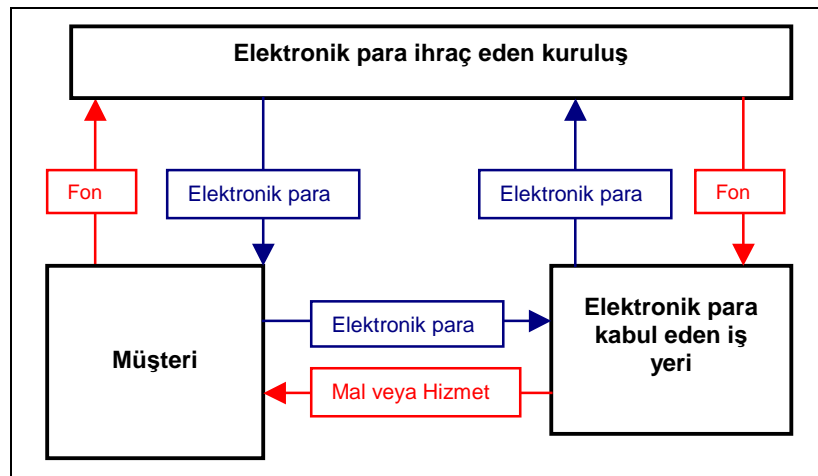 Elektronik para ihraç eden kuruluş
Fon
Elektronik para
Elektronik para
Fon
Müşteri
Elektronik para
Mal veya Hizmet
Elektronik para
kabul eden iş
yeri